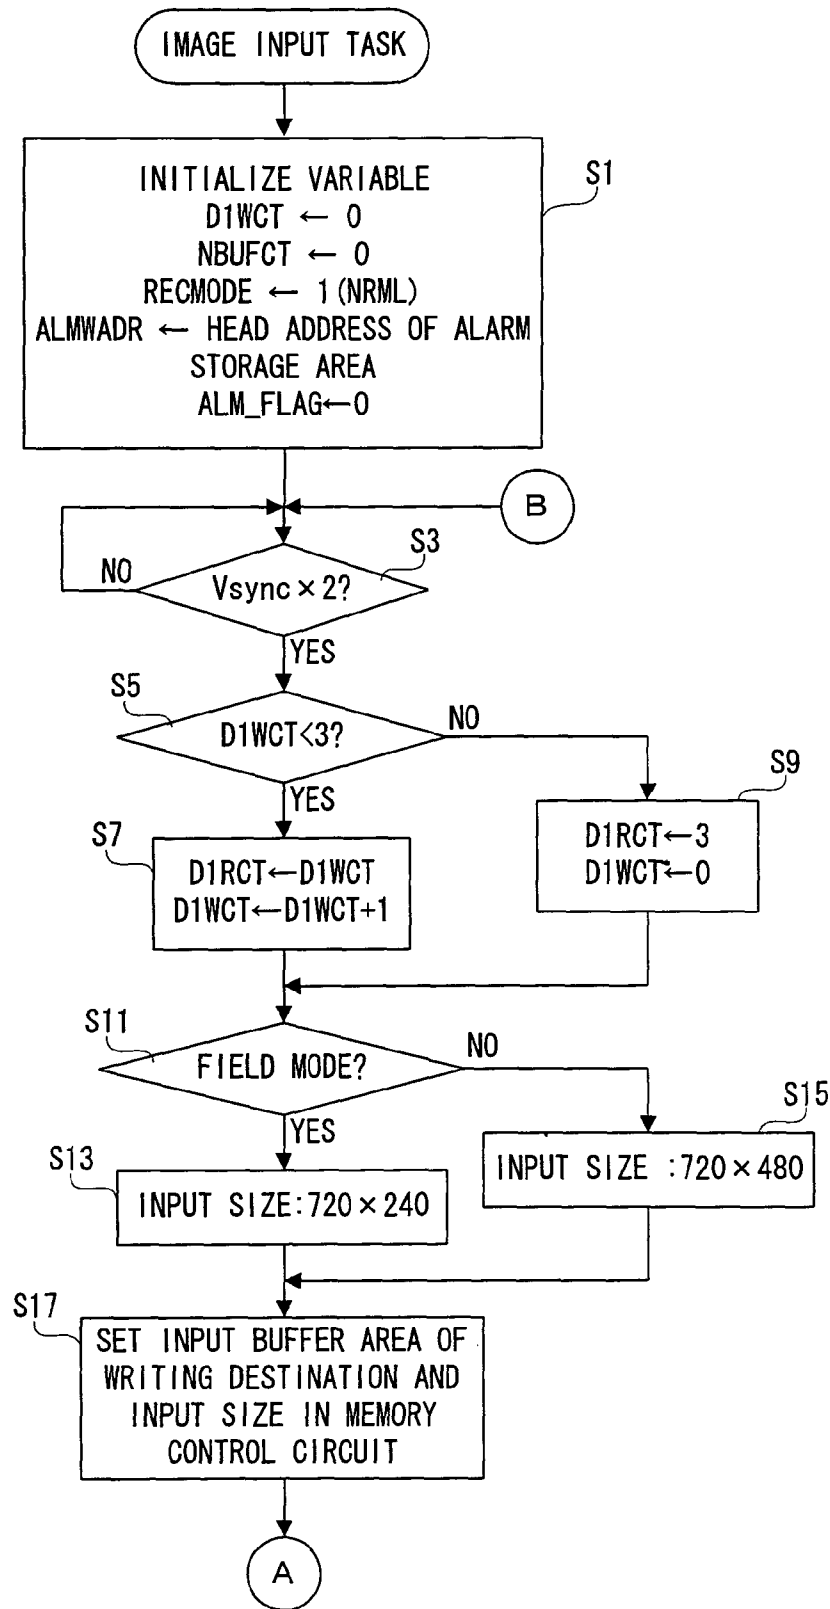 IMAGE INPUT TASK
S1
INITIALIZE VARIABLE
D1WCT ← 0
NBUFCT ← 0
RECMODE ← 1(NRML)
ALMWADR ← HEAD ADDRESS OF ALARM
STORAGE AREA
ALM_FLAG←0
B
S3
NO
Vsync×2?
YES
S5
NO
D1WCT<3?
YES
S9
D1RCT←3
D1WCT←0
S7
D1RCT←D1WCT
D1WCT←D1WCT+1
S11
NO
FIELD MODE?
YES
S15
INPUT SIZE :720×480
S13
INPUT SIZE:720×240
S17
SET INPUT BUFFER AREA OF
WRITING DESTINATION AND
INPUT SIZE IN MEMORY
CONTROL CIRCUIT
A